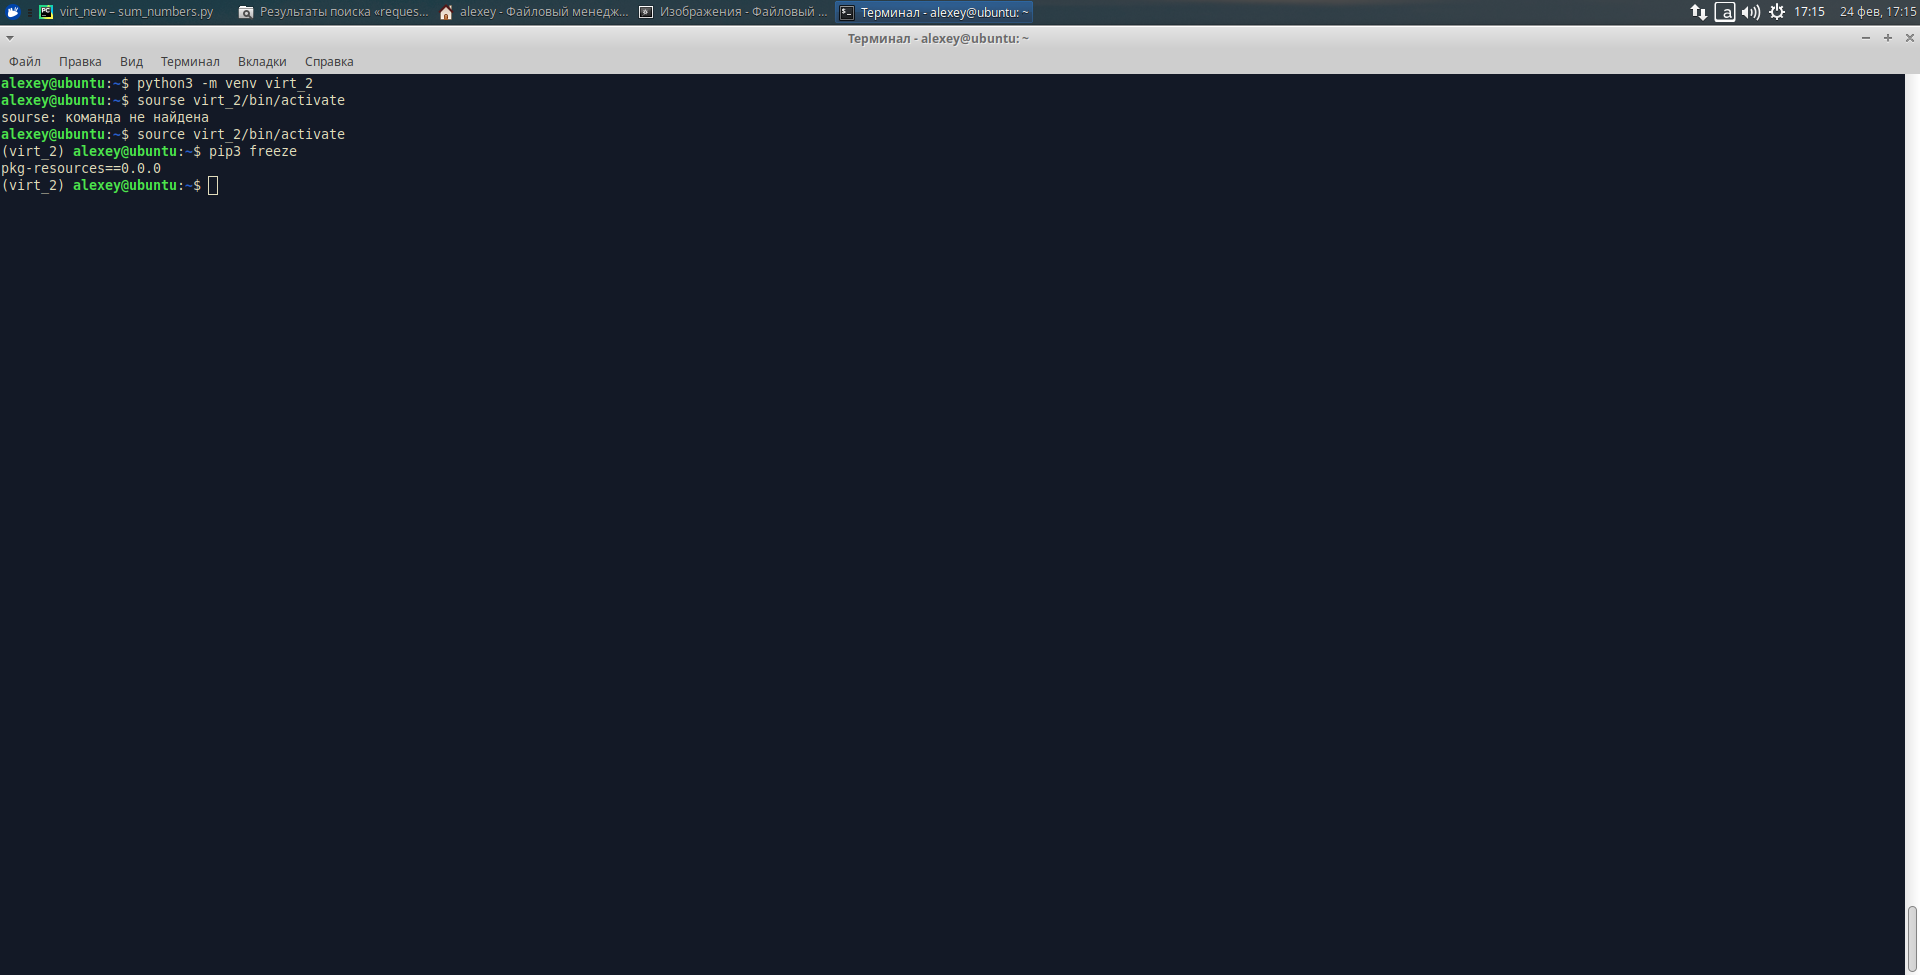 virt_new – sum_numbers.py
Результаты поиска «reques...
alexey - Файловый менедж...
Изображения - Файловый ...
Терминал - alexey@ubuntu: ~
a
17:15
24 фев, 17:15
Терминал - alexey@ubuntu: ~
Файл Правка Вид Терминал Вкладки Справка
alexey@ubuntu:~$ python3 -m venv virt_2
alexey@ubuntu:~$ sourse virt_2/bin/activate
sourse: команда не найдена
alexey@ubuntu:~$ source virt_2/bin/activate
(virt_2) alexey@ubuntu:~$ pip3 freeze
pkg-resources==0.0.0
(virt_2) alexey@ubuntu:~$